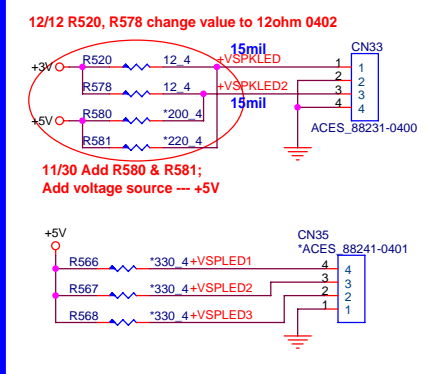 12/12 R520, R578 change value to 12ohm 0402
15mil
CN33
+3V R520 12_4 +VSPKLED 1 1
2 2
R578 12_4 +VSPKLED2 3 3
15mil 4 4
+5V R580 *200_4
ACES_88231-0400
R581 *220_4
11/30 Add R580 & R581;
Add voltage source --- +5V
+5V
CN35
*ACES_88241-0401
R566 *330_4 +VSPLED1 4 4
3 3
R567 *330_4 +VSPLED2 2 2
1 1
R568 *330_4 +VSPLED3